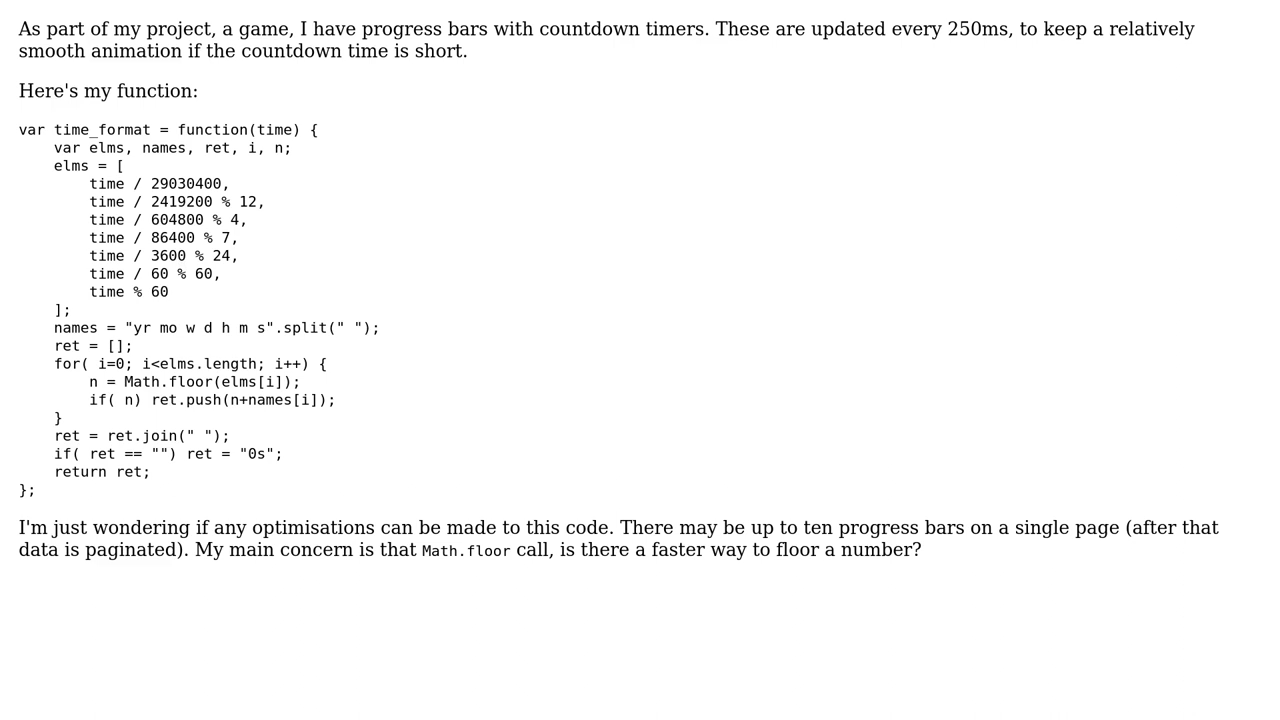 As part of my project, a game, I have progress bars with countdown timers. These are updated every 250ms, to keep a relatively
smooth animation if the countdown time is short.
Here's my function:
var time_format = function(time) {
    var elms, names, ret, i, n;
    elms = [
        time / 29030400,
        time / 2419200 % 12,
        time / 604800 % 4,
        time / 86400 % 7,
        time / 3600 % 24,
        time / 60 % 60,
        time % 60
    ];
    names = "yr mo w d h m s".split(" ");
    ret = [];
    for( i=0; i<elms.length; i++) {
        n = Math.floor(elms[i]);
        if( n) ret.push(n+names[i]);
    }
    ret = ret.join(" ");
    if( ret == "") ret = "0s";
    return ret;
};
I'm just wondering if any optimisations can be made to this code. There may be up to ten progress bars on a single page (after that
data is paginated). My main concern is that Math.floor call, is there a faster way to floor a number?